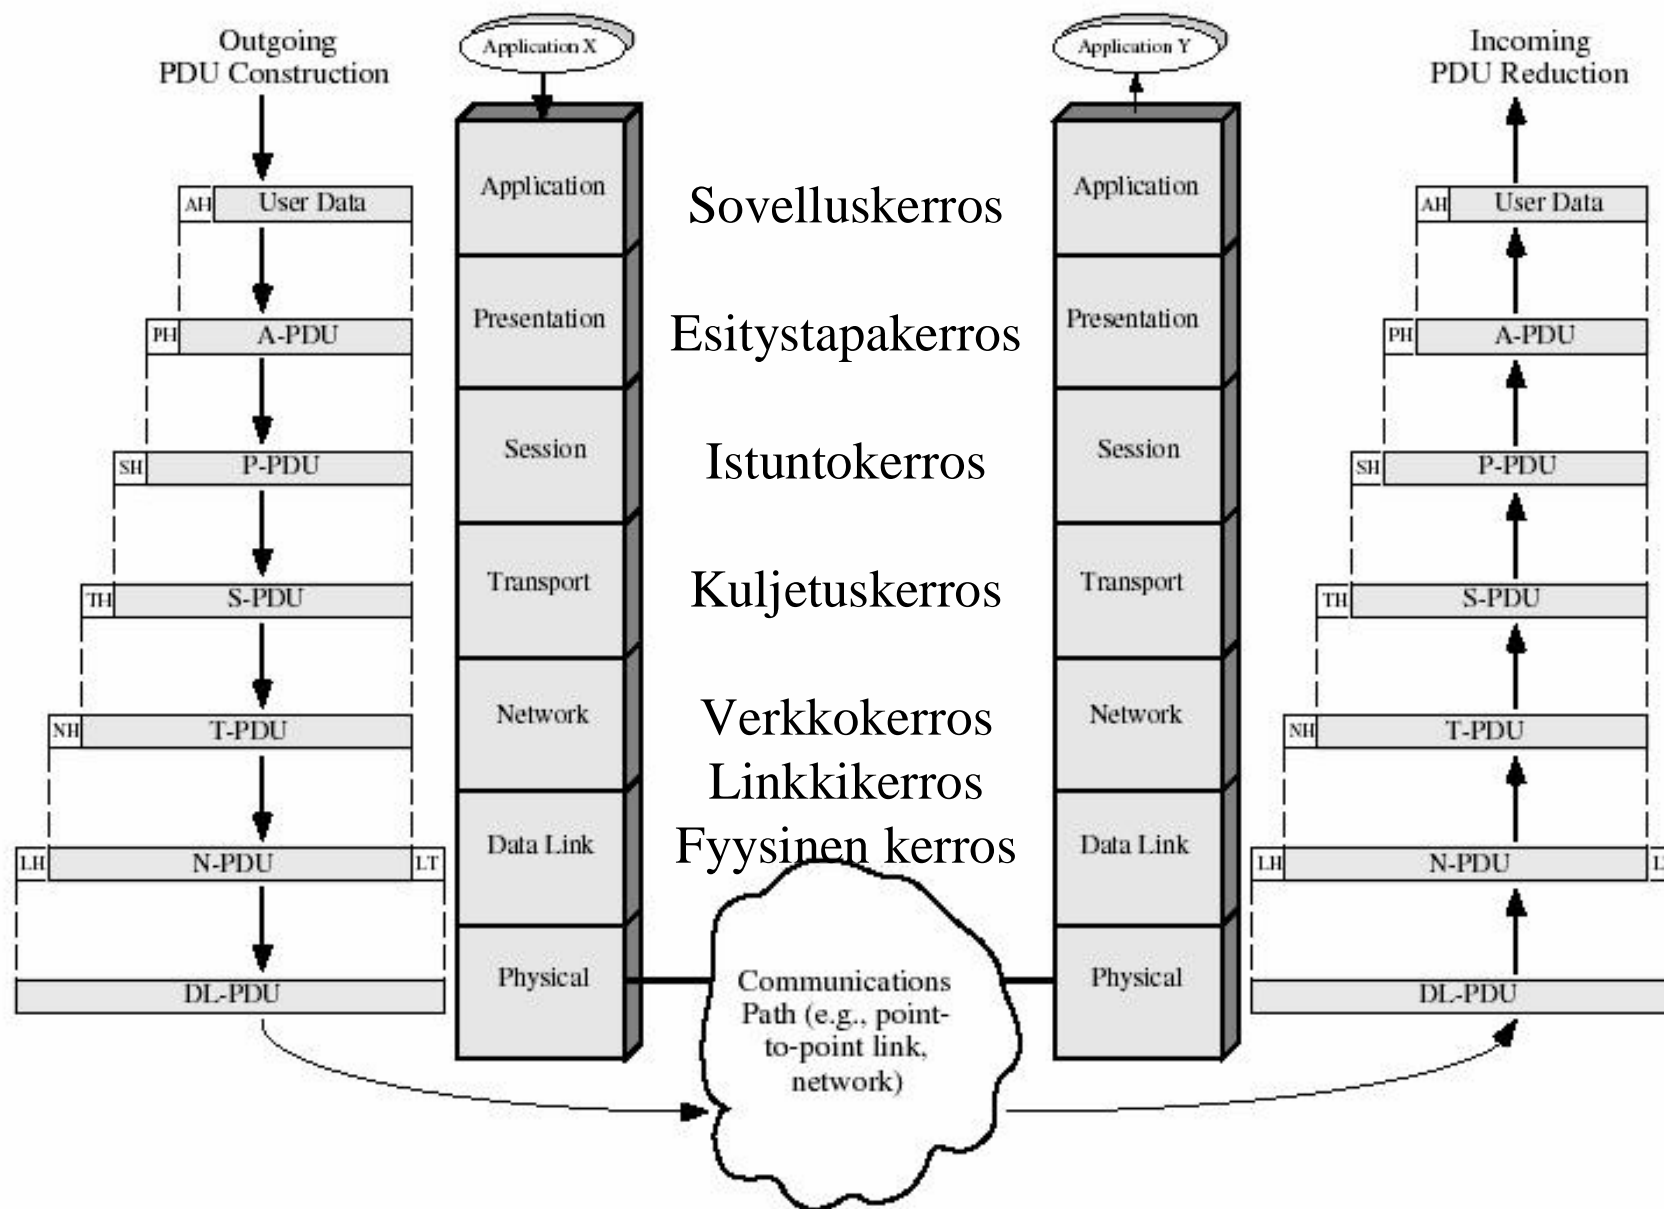 Outgoing
PDU Construction
AH
User Data
PH
A-PDU
SH
P-PDU
TH
S-PDU
NH
T-PDU
LH
N-PDU
LT
DL-PDU
Application X
Application
Presentation
Session
Transport
Network
Data Link
Physical
Sovelluskerros
Esitystapakerros
Istuntokerros
Kuljetuskerros
Verkkokerros
Linkkikerros
Fyysinen kerros
Communications
Path (e.g., point-
to-point link,
network)
Application Y
Application
Presentation
Session
Transport
Network
Data Link
Physical
Incoming
PDU Reduction
AH
User Data
PH
A-PDU
SH
P-PDU
TH
S-PDU
NH
T-PDU
LH
N-PDU
DL-PDU